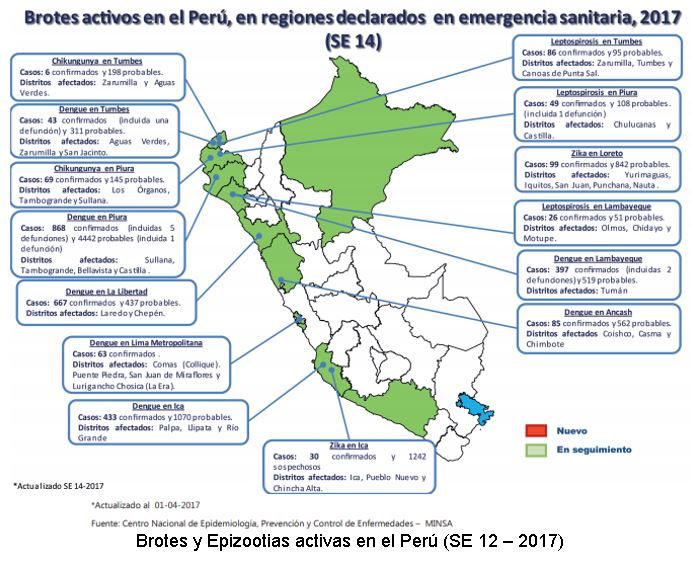 Brotes activos en el Perú, en regiones declarados en emergencia sanitaria, 2017
(SE 14)
Chikungunya en Tumbes
Casos: 6 confirmados y 198 probables.
Distritos afectados: Zarumilla y Aguas
Verdes.
Dengue en Tumbes
Casos: 43 confirmados (incluida una
defunción) y 311 probables.
Distritos afectados: Aguas Verdes,
Zarumilla y San Jacinto.
Chikungunya en Piura
Casos: 69 confirmados y 145 probables.
Distritos afectados: Los Órganos,
Tambogrande y Sullana.
Dengue en Piura
Casos: 868 confirmados (incluidas 5
defunciones) y 4442 probables (incluida 1
defunción)
Distritos afectados: Sullana,
Tambogrande, Bellavista y Castilla.
Dengue en La Libertad
Casos: 667 confirmados y 437 probables.
Distritos afectados: Laredo y Chepén.
Dengue en Lima Metropolitana
Casos: 63 confirmados .
Distritos afectados: Comas (Collique).
Puente Piedra, San Juan de Miraflores y
Lurigancho Chosica (La Era).
Dengue en Ica
Casos: 433 confirmados y 1070 probables.
Distritos afectados: Palpa, Llipata y Río
Grande
Zika en Ica
Casos: 30 confirmados y 1242
sospechosos
Distritos afectados: Ica, Pueblo Nuevo y
Chincha Alta.
Leptospirosis en Tumbes
Casos: 86 confirmados y 95 probables.
Distritos afectados: Zarumilla, Tumbes y
Canoas de Punta Sal.
Leptospirosis en Piura
Casos: 49 confirmados y 108 probables.
(incluida 1 defunción)
Distritos afectados: Chulucanas y
Castilla.
Zika en Loreto
Casos: 99 confirmados y 842 probables.
Distritos afectados: Yurimaguas,
Iquitos, San Juan, Punchana, Nauta .
Leptospirosis en Lambayeque
Casos: 26 confirmados y 51 probables.
Distritos afectados: Olmos, Chidayo y
Motupe.
Dengue en Lambayeque
Casos: 397 confirmados (incluidas 2
defunciones) y 519 probables.
Distritos afectados: Tumán
Dengue en Ancash
Casos: 85 confirmados y 562 probables.
Distritos afectados Coishco, Casma y
Chimbote
Nuevo
En seguimiento
*Actualizado SE 14-2017
*Actualizado al 01-04-2017
Fuente: Centro Nacional de Epidemiologia, Prevención y Control de Enfermedades – MINSA
Brotes y Epizootias activas en el Perú (SE 12 – 2017)